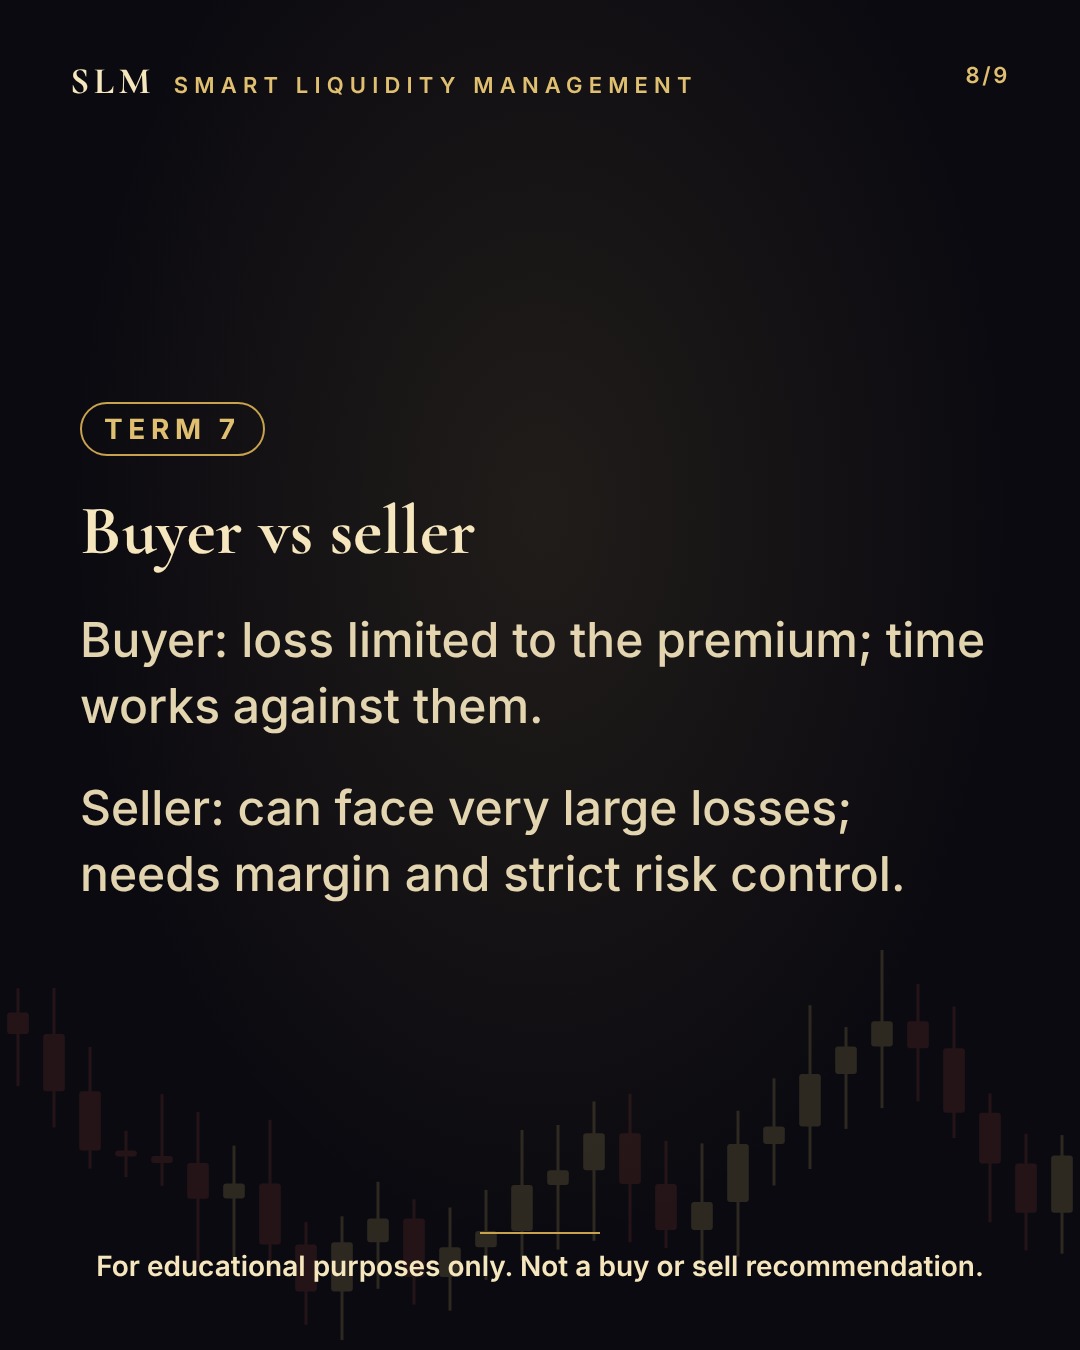 SLM SMART LIQUIDITY MANAGEMENT
8/9
TERM 7
Buyer vs seller
Buyer: loss limited to the premium; time
works against them.
Seller: can face very large losses;
needs margin and strict risk control.
For educational purposes only. Not a buy or sell recommendation.